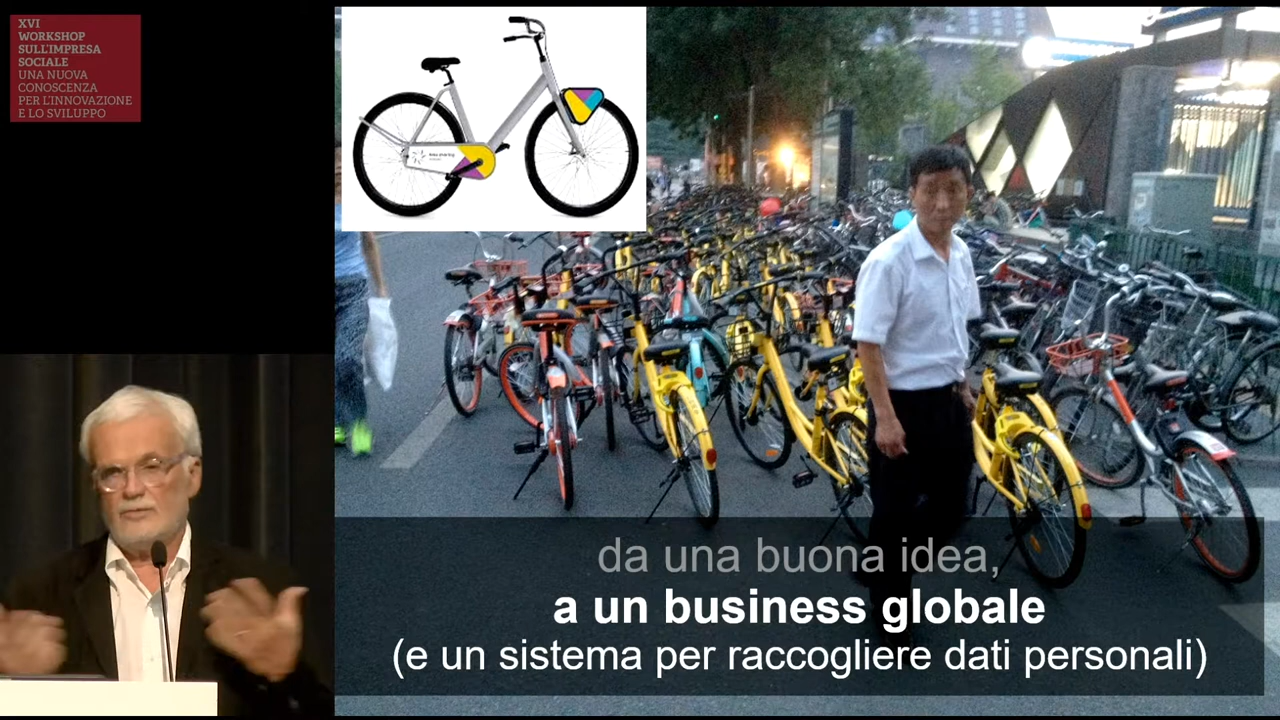 XVI
WORKSHOP
SULL'IMPRESA
SOCIALE
UNA NUOVA
CONOSCENZA
PER L'INNOVAZIONE
E LO SVILUPPO
da una buona idea,
a un business globale
(e un sistema per raccogliere dati personali)